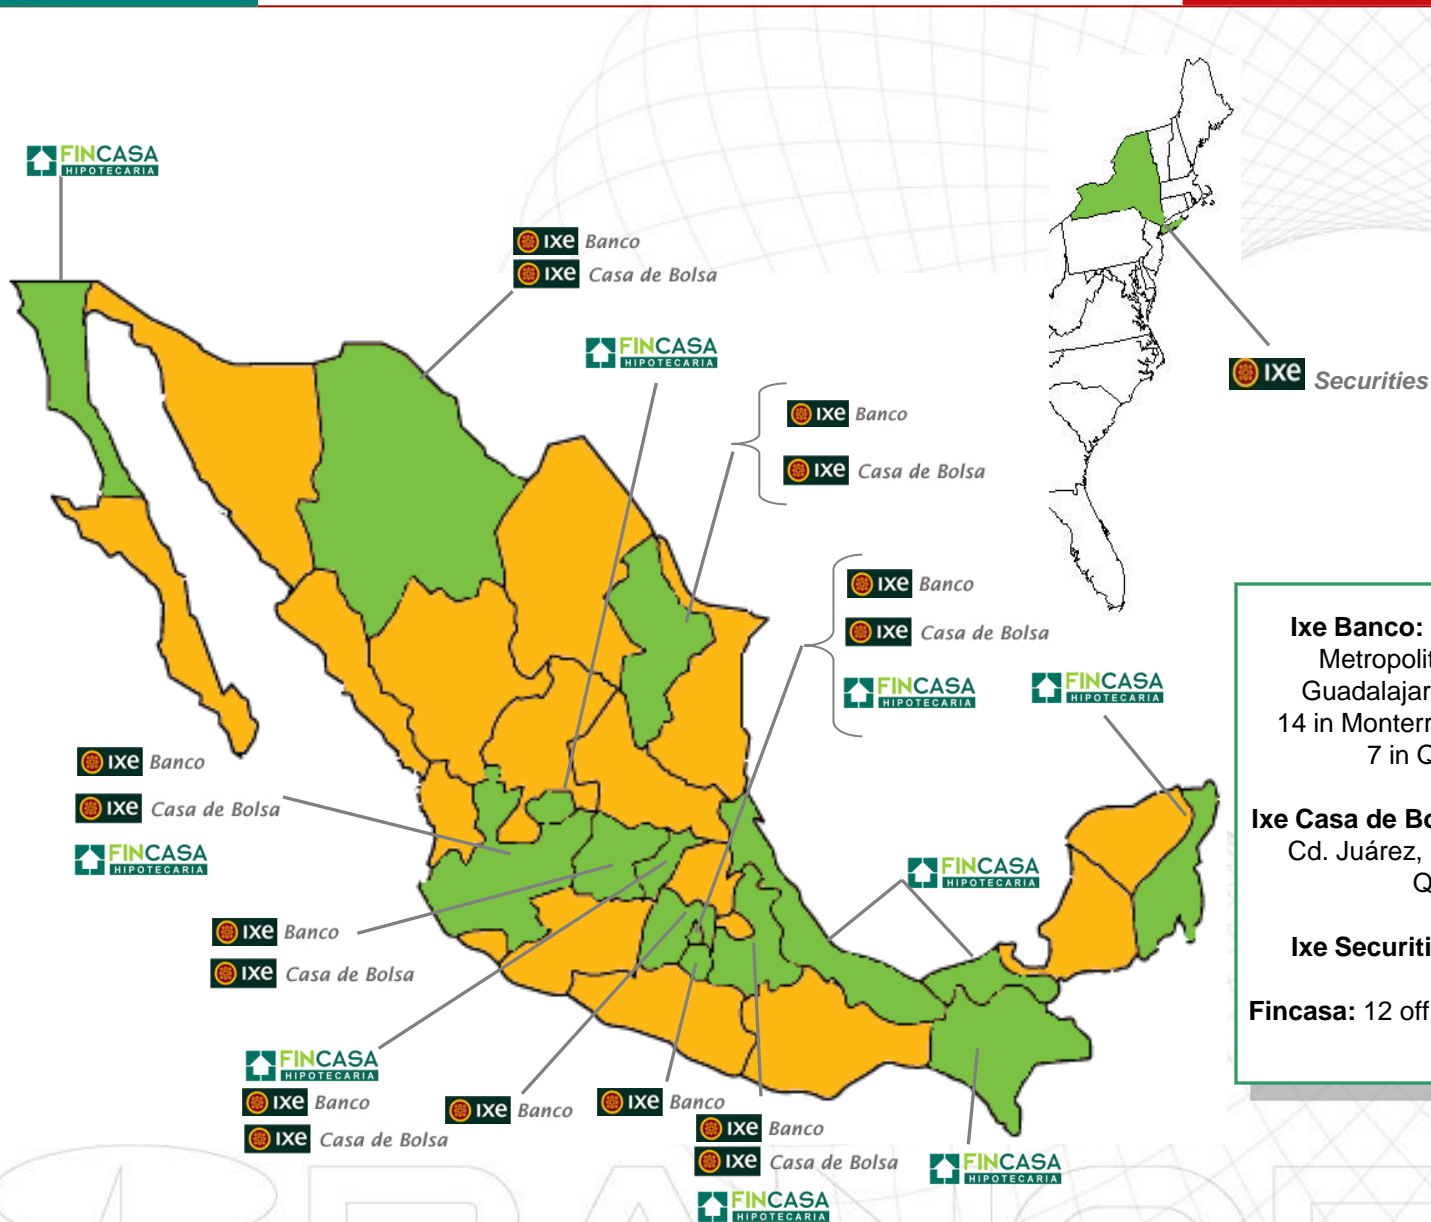 FINCASA
HIPOTECARIA
Ixe Banco
Ixe Casa de Bolsa
FINCASA
HIPOTECARIA
Ixe Securities
Ixe Banco
Ixe Casa de Bolsa
Ixe Banco
Ixe Casa de Bolsa
FINCASA
HIPOTECARIA
FINCASA
HIPOTECARIA
Ixe Banco
Ixe Casa de Bolsa
FINCASA
HIPOTECARIA
FINCASA
HIPOTECARIA
Ixe Banco
Ixe Casa de Bolsa
FINCASA
HIPOTECARIA
Ixe Banco
Ixe Casa de Bolsa
Ixe Banco
Ixe Banco
Ixe Banco
Ixe Casa de Bolsa
FINCASA
HIPOTECARIA
FINCASA
HIPOTECARIA
Ixe Banco:
Metropolit
Guadalajar
14 in Monterr
7 in Q
Ixe Casa de Bo
Cd. Juárez,
Q
Ixe Securiti
Fincasa: 12 off